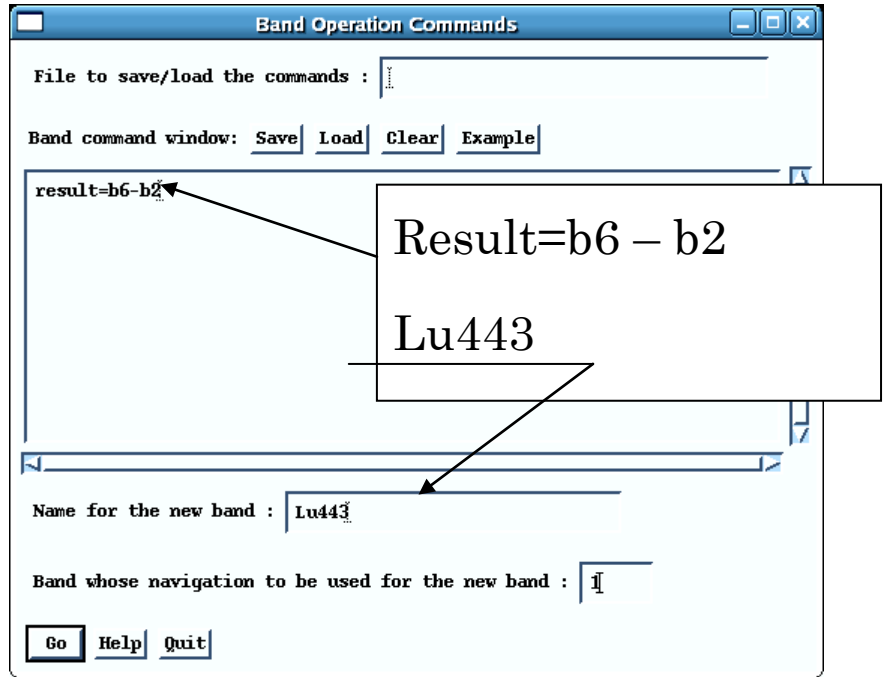 Band Operation Commands
File to save/load the commands :
Band command window: Save Load Clear Example
result=b6-b2
Result=b6 – b2
Lu443
Name for the new band : Lu443
Band whose navigation to be used for the new band : 1
Go Help Quit